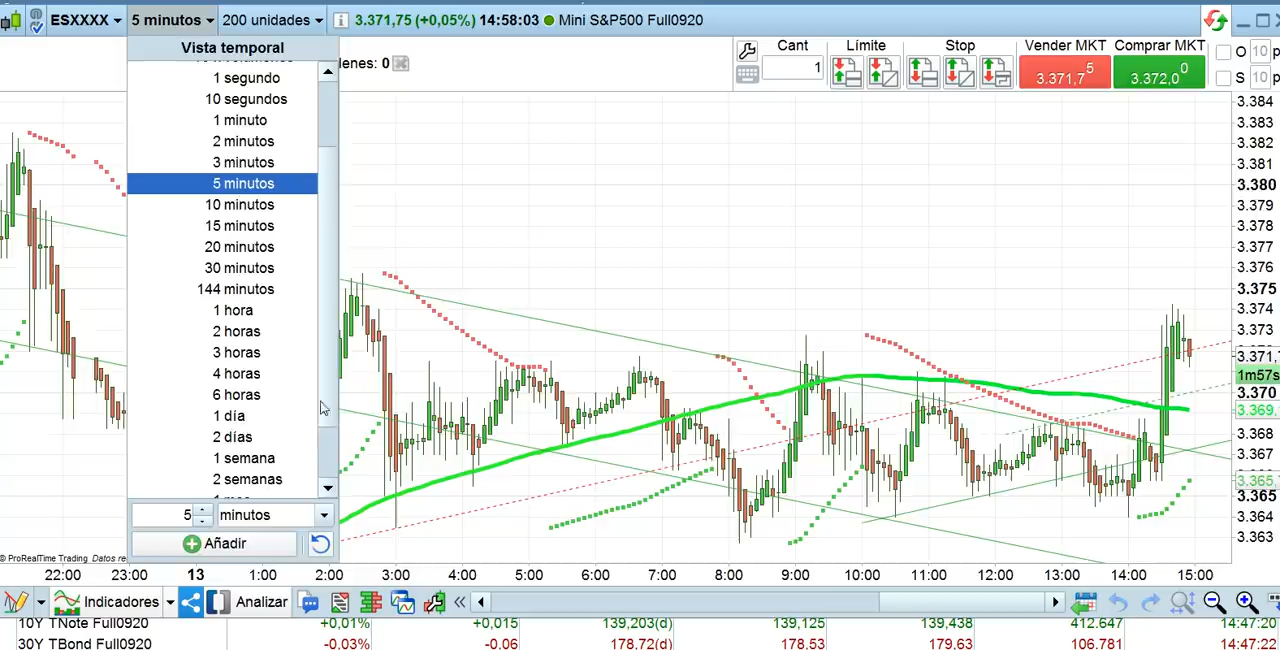 ESXXXX 5 minutos 200 unidades 3.371,75 (+0,05%) 14:56:03 Mini S&P500 Full0920
Vista temporal
1 segundo
10 segundos
1 minuto
2 minutos
3 minutos
5 minutos
10 minutos
15 minutos
20 minutos
30 minutos
144 minutos
1 hora
2 horas
3 horas
4 horas
6 horas
1 día
2 días
1 semana
2 semanas
5 minutos
Añadir
denes: 0
Cant Límite Stop Vender MKT Comprar MKT
1 3.371,7 5 3.372,0 0
O 10 p
S 10 p
3.384
3.383
3.382
3.381
3.380
3.379
3.378
3.377
3.376
3.375
3.374
3.373
3.371,
1m57s
3.370
3.369,
3.368
3.367
3.365,
3.365
3.364
3.363
© ProRealTime Trading Datos re
22:00 23:00 13 1:00 2:00 3:00 4:00 5:00 6:00 7:00 8:00 9:00 10:00 11:00 12:00 13:00 14:00 15:00
Indicadores Analizar
10Y TNote Full0920 +0,01% +0,015 139,203(d) 139,125 139,438 412.647 14:47:20
30Y TBond Full0920 -0.03% -0.06 178.72(d) 178.53 179.63 106.781 14:47:22